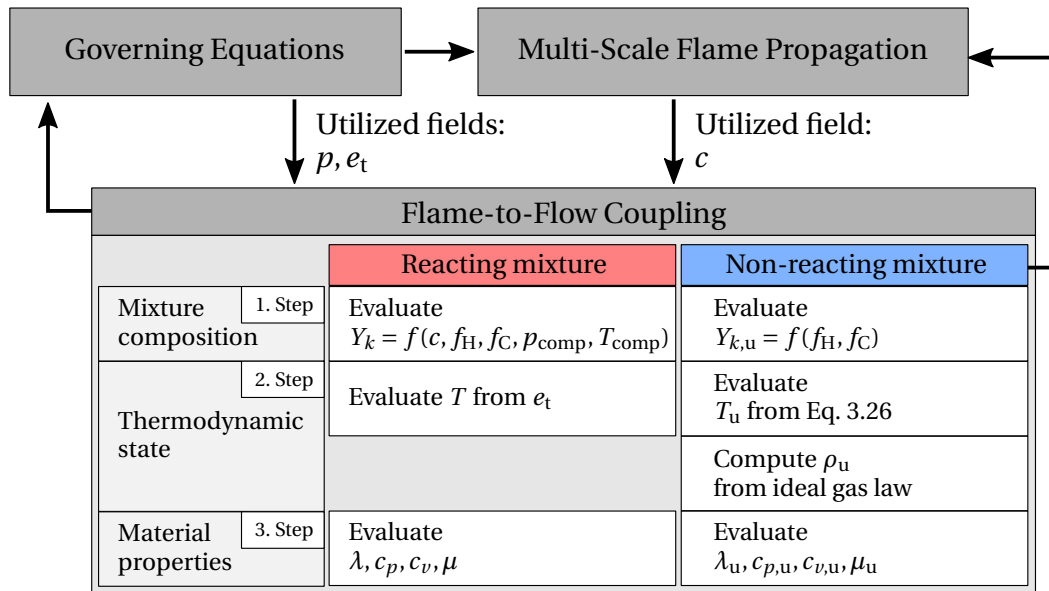 Governing Equations
Multi-Scale Flame Propagation
Utilized fields:
p, e_t
Utilized field:
c
Flame-to-Flow Coupling
Reacting mixture
Non-reacting mixture
Mixture
composition
1. Step
Evaluate
Y_k = f(c, f_H, f_C, p_comp, T_comp)
Evaluate
Y_k,u = f(f_H, f_C)
2. Step
Thermodynamic
state
Evaluate T from e_t
Evaluate
T_u from Eq. 3.26
Compute ρ_u
from ideal gas law
Material
properties
3. Step
Evaluate
λ, c_p, c_v, μ
Evaluate
λ_u, c_p,u, c_v,u, μ_u